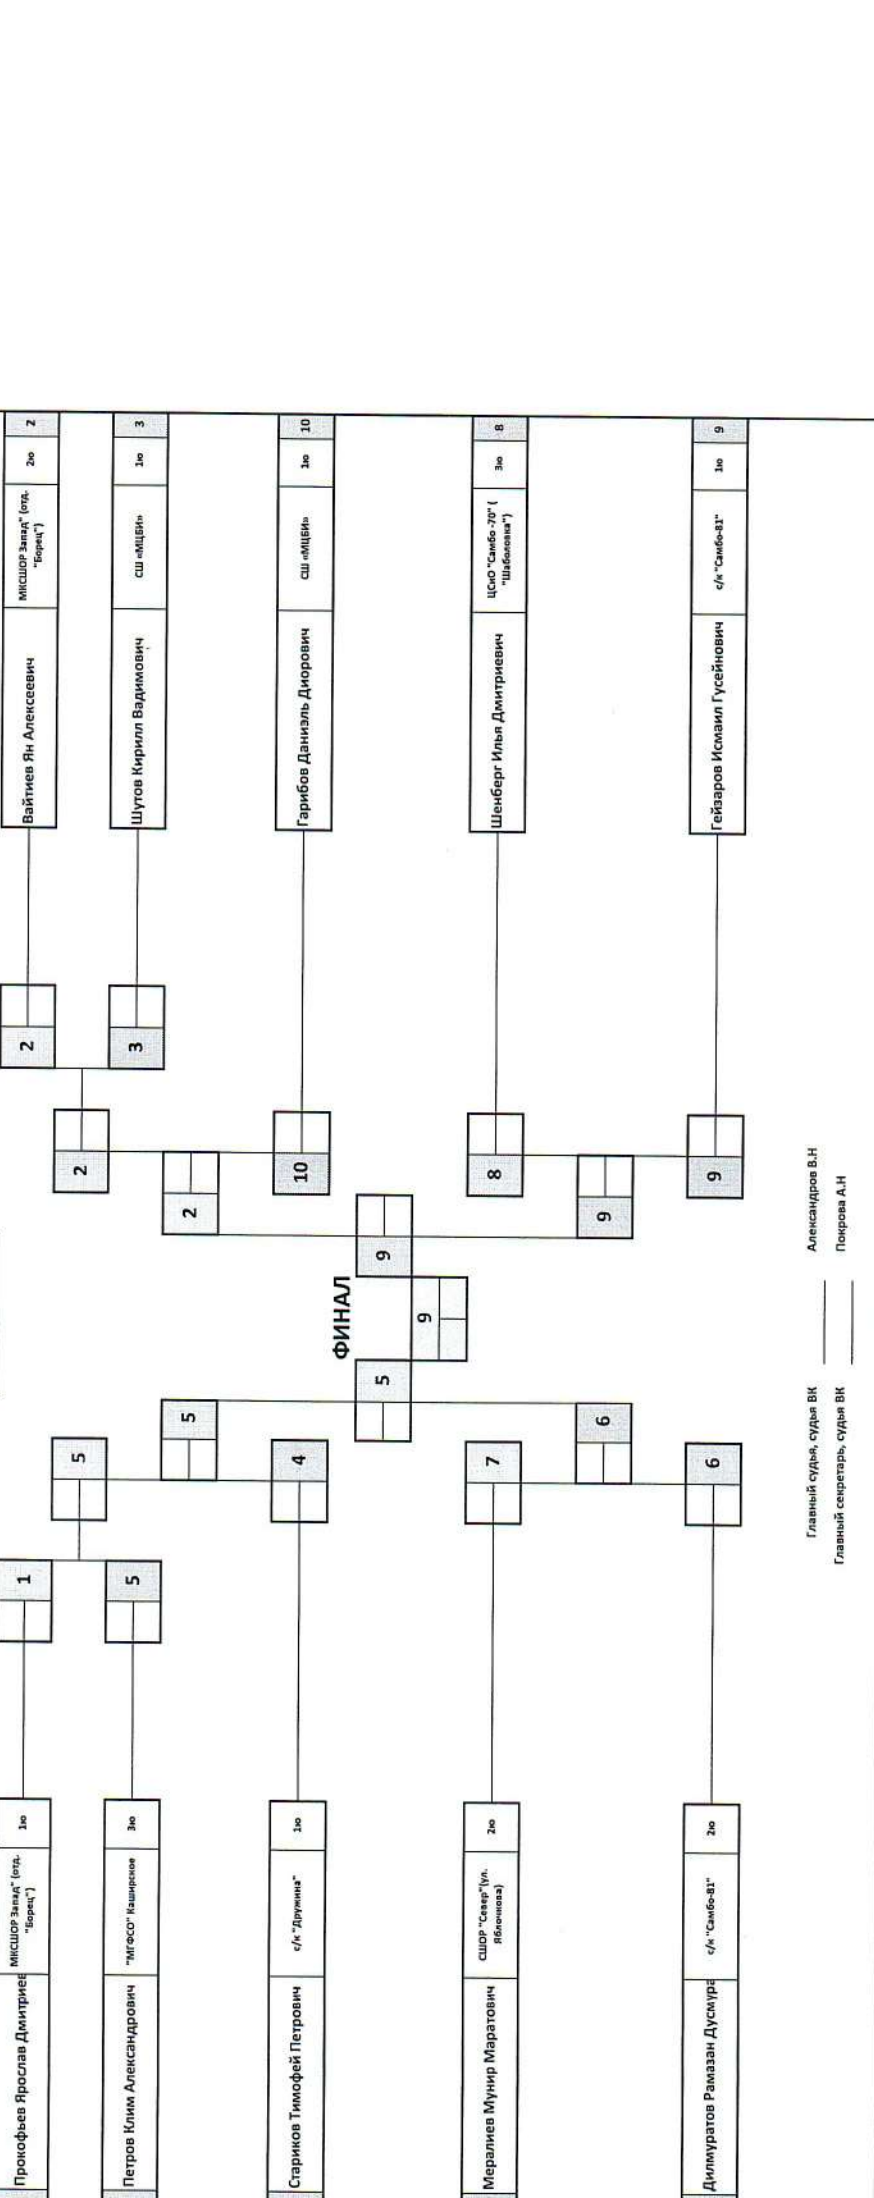 Прокофьев Ярослав Дмитриев
МКСШОР Запад" (отд.
"Борец")
1ю
1
5
2
2
Вайтиев Ян Алексеевич
МКСШОР Запад" (отд.
"Борец")
2ю
2
Петров Клим Александрович
"МГФСО" Каширское
3ю
5
5
2
3
Шутов Кирилл Вадимович
СШ «МЦБИ»
1ю
3
Стариков Тимофей Петрович
с/к "Дружина"
1ю
4
10
Гарибов Даниэль Диорович
СШ «МЦБИ»
1ю
10
ФИНАЛ
5
9
9
Мералиев Мунир Маратович
СШОР "Север"(ул.
Яблочкова)
2ю
7
8
Шенберг Илья Дмитриевич
ЦСиО "Самбо -70" (
"Шаболовка")
3ю
8
6
9
Дилмуратов Рамазан Дусмура
с/к "Самбо-81"
2ю
6
9
Гейзаров Исмаил Гусейнович
с/к "Самбо-81"
1ю
9
Главный судья, судья ВК
Александров В.Н
Главный секретарь, судья ВК
Покрова А.Н